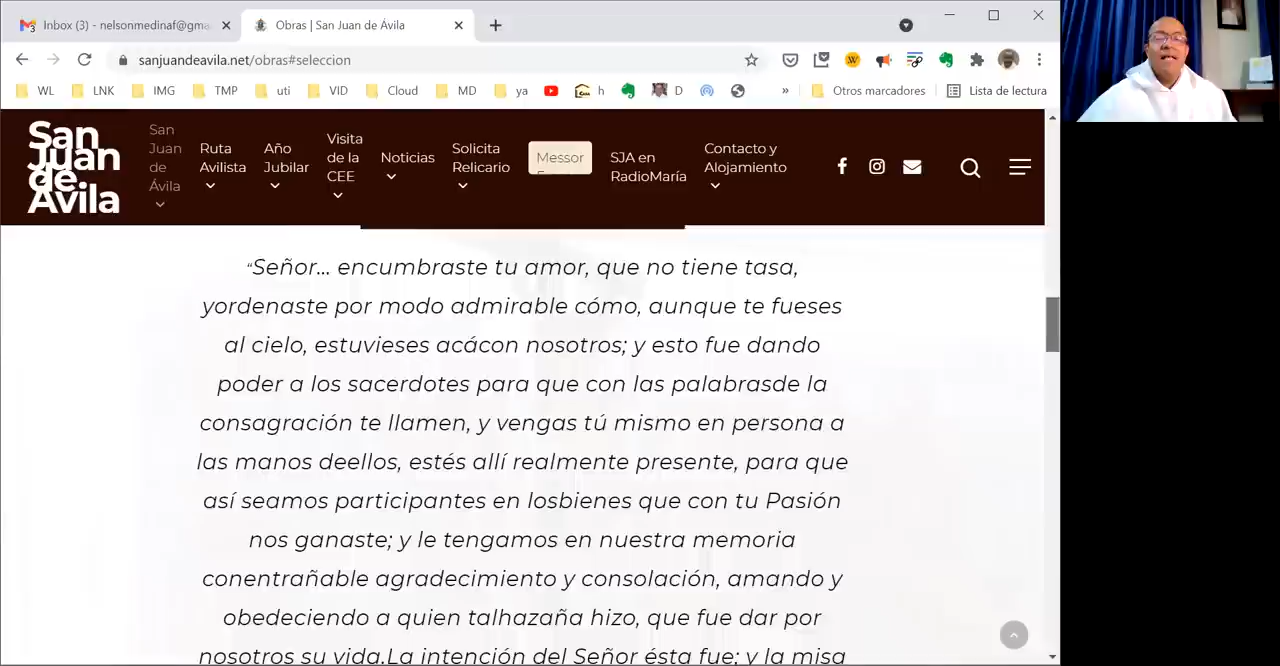 Inbox (3) - nelsonmedinaf@gma
Obras | San Juan de Ávila
sanjuandeavila.net/obras#seleccion
WL LNK IMG TMP uti VID Cloud MD ya h D » Otros marcadores Lista de lectura
San Juan de Ávila
San Juan de Ávila
Ruta Avilista
Año Jubilar
Visita de la CEE
Noticias
Solicita Relicario
Messor
SJA en RadioMaría
Contacto y Alojamiento
“Señor... encumbraste tu amor, que no tiene tasa,
yordenaste por modo admirable cómo, aunque te fueses
al cielo, estuvieses acácon nosotros; y esto fue dando
poder a los sacerdotes para que con las palabrasde la
consagración te llamen, y vengas tú mismo en persona a
las manos deellos, estés allí realmente presente, para que
así seamos participantes en losbienes que con tu Pasión
nos ganaste; y le tengamos en nuestra memoria
conentrañable agradecimiento y consolación, amando y
obedeciendo a quien talhazaña hizo, que fue dar por
nosotros su vida.La intención del Señor ésta fue; y la misa